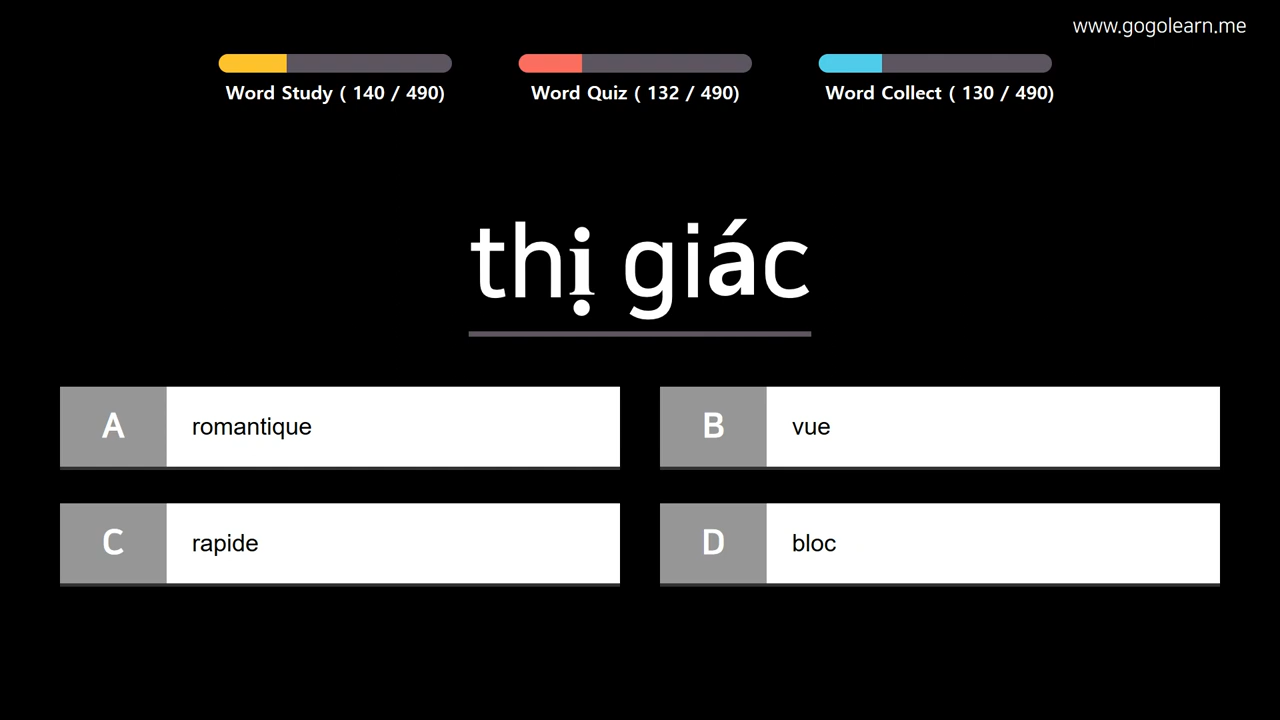 www.gogolearn.me
Word Study ( 140 / 490)
Word Quiz ( 132 / 490)
Word Collect ( 130 / 490)
thị giác
A romantique
B vue
C rapide
D bloc